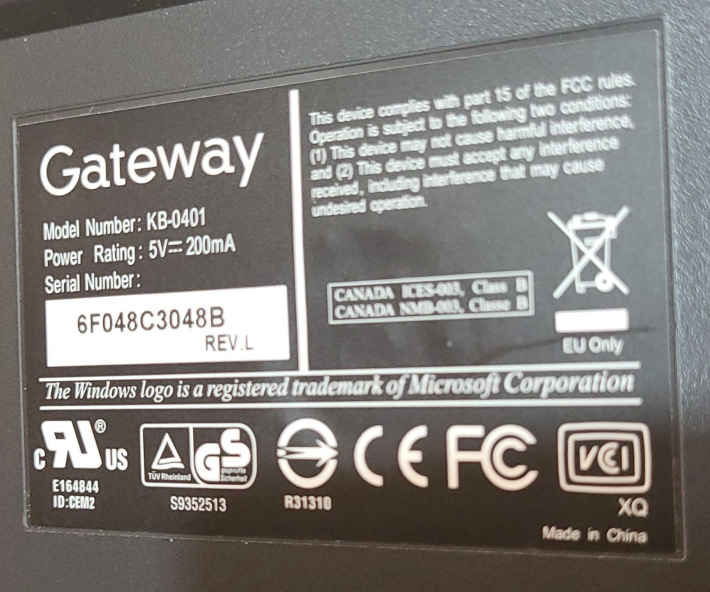 Gateway
Model Number: KB-0401
Power Rating: 5V⎓200mA
Serial Number:
6F048C3048B
REV.L
This device complies with part 15 of the FCC rules.
Operation is subject to the following two conditions:
(1) This device may not cause harmful interference,
and (2) This device must accept any interference
received, including interference that may cause
undesired operation.
CANADA ICES-003, Class B
CANADA NMB-003, Classe B
EU Only
The Windows logo is a registered trademark of Microsoft Corporation
C RU ® US
E164844
ID:CEM2
TÜV Rheinland
GS
geprüfte
Sicherheit
S9352513
R31310
CE
FC
VCI
XQ
Made in China